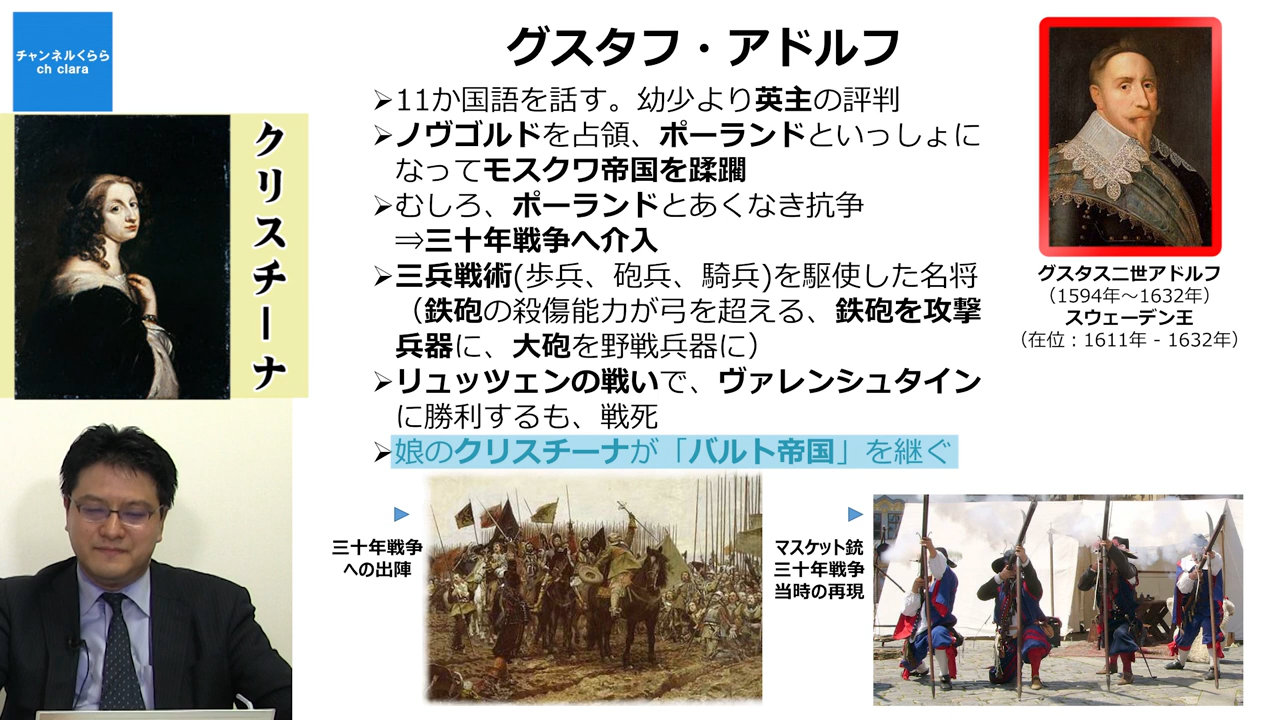 チャンネルくらら
ch clara
クリスチーナ
グスタフ・アドルフ
➢11か国語を話す。幼少より英主の評判
➢ノヴゴルドを占領、ポーランドといっしょに
なってモスクワ帝国を蹂躙
➢むしろ、ポーランドとあくなき抗争
⇒三十年戦争へ介入
➢三兵戦術(歩兵、砲兵、騎兵)を駆使した名将
（鉄砲の殺傷能力が弓を超える、鉄砲を攻撃
兵器に、大砲を野戦兵器に）
➢リュッツェンの戦いで、ヴァレンシュタイン
に勝利するも、戦死
➢娘のクリスチーナが「バルト帝国」を継ぐ
グスタス二世アドルフ
（1594年～1632年）
スウェーデン王
（在位：1611年 - 1632年）
三十年戦争
への出陣
マスケット銃
三十年戦争
当時の再現